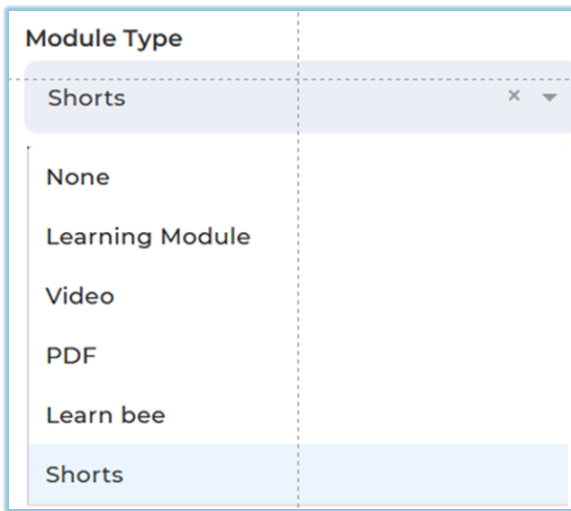 Module Type
Shorts
None
Learning Module
Video
PDF
Learn bee
Shorts